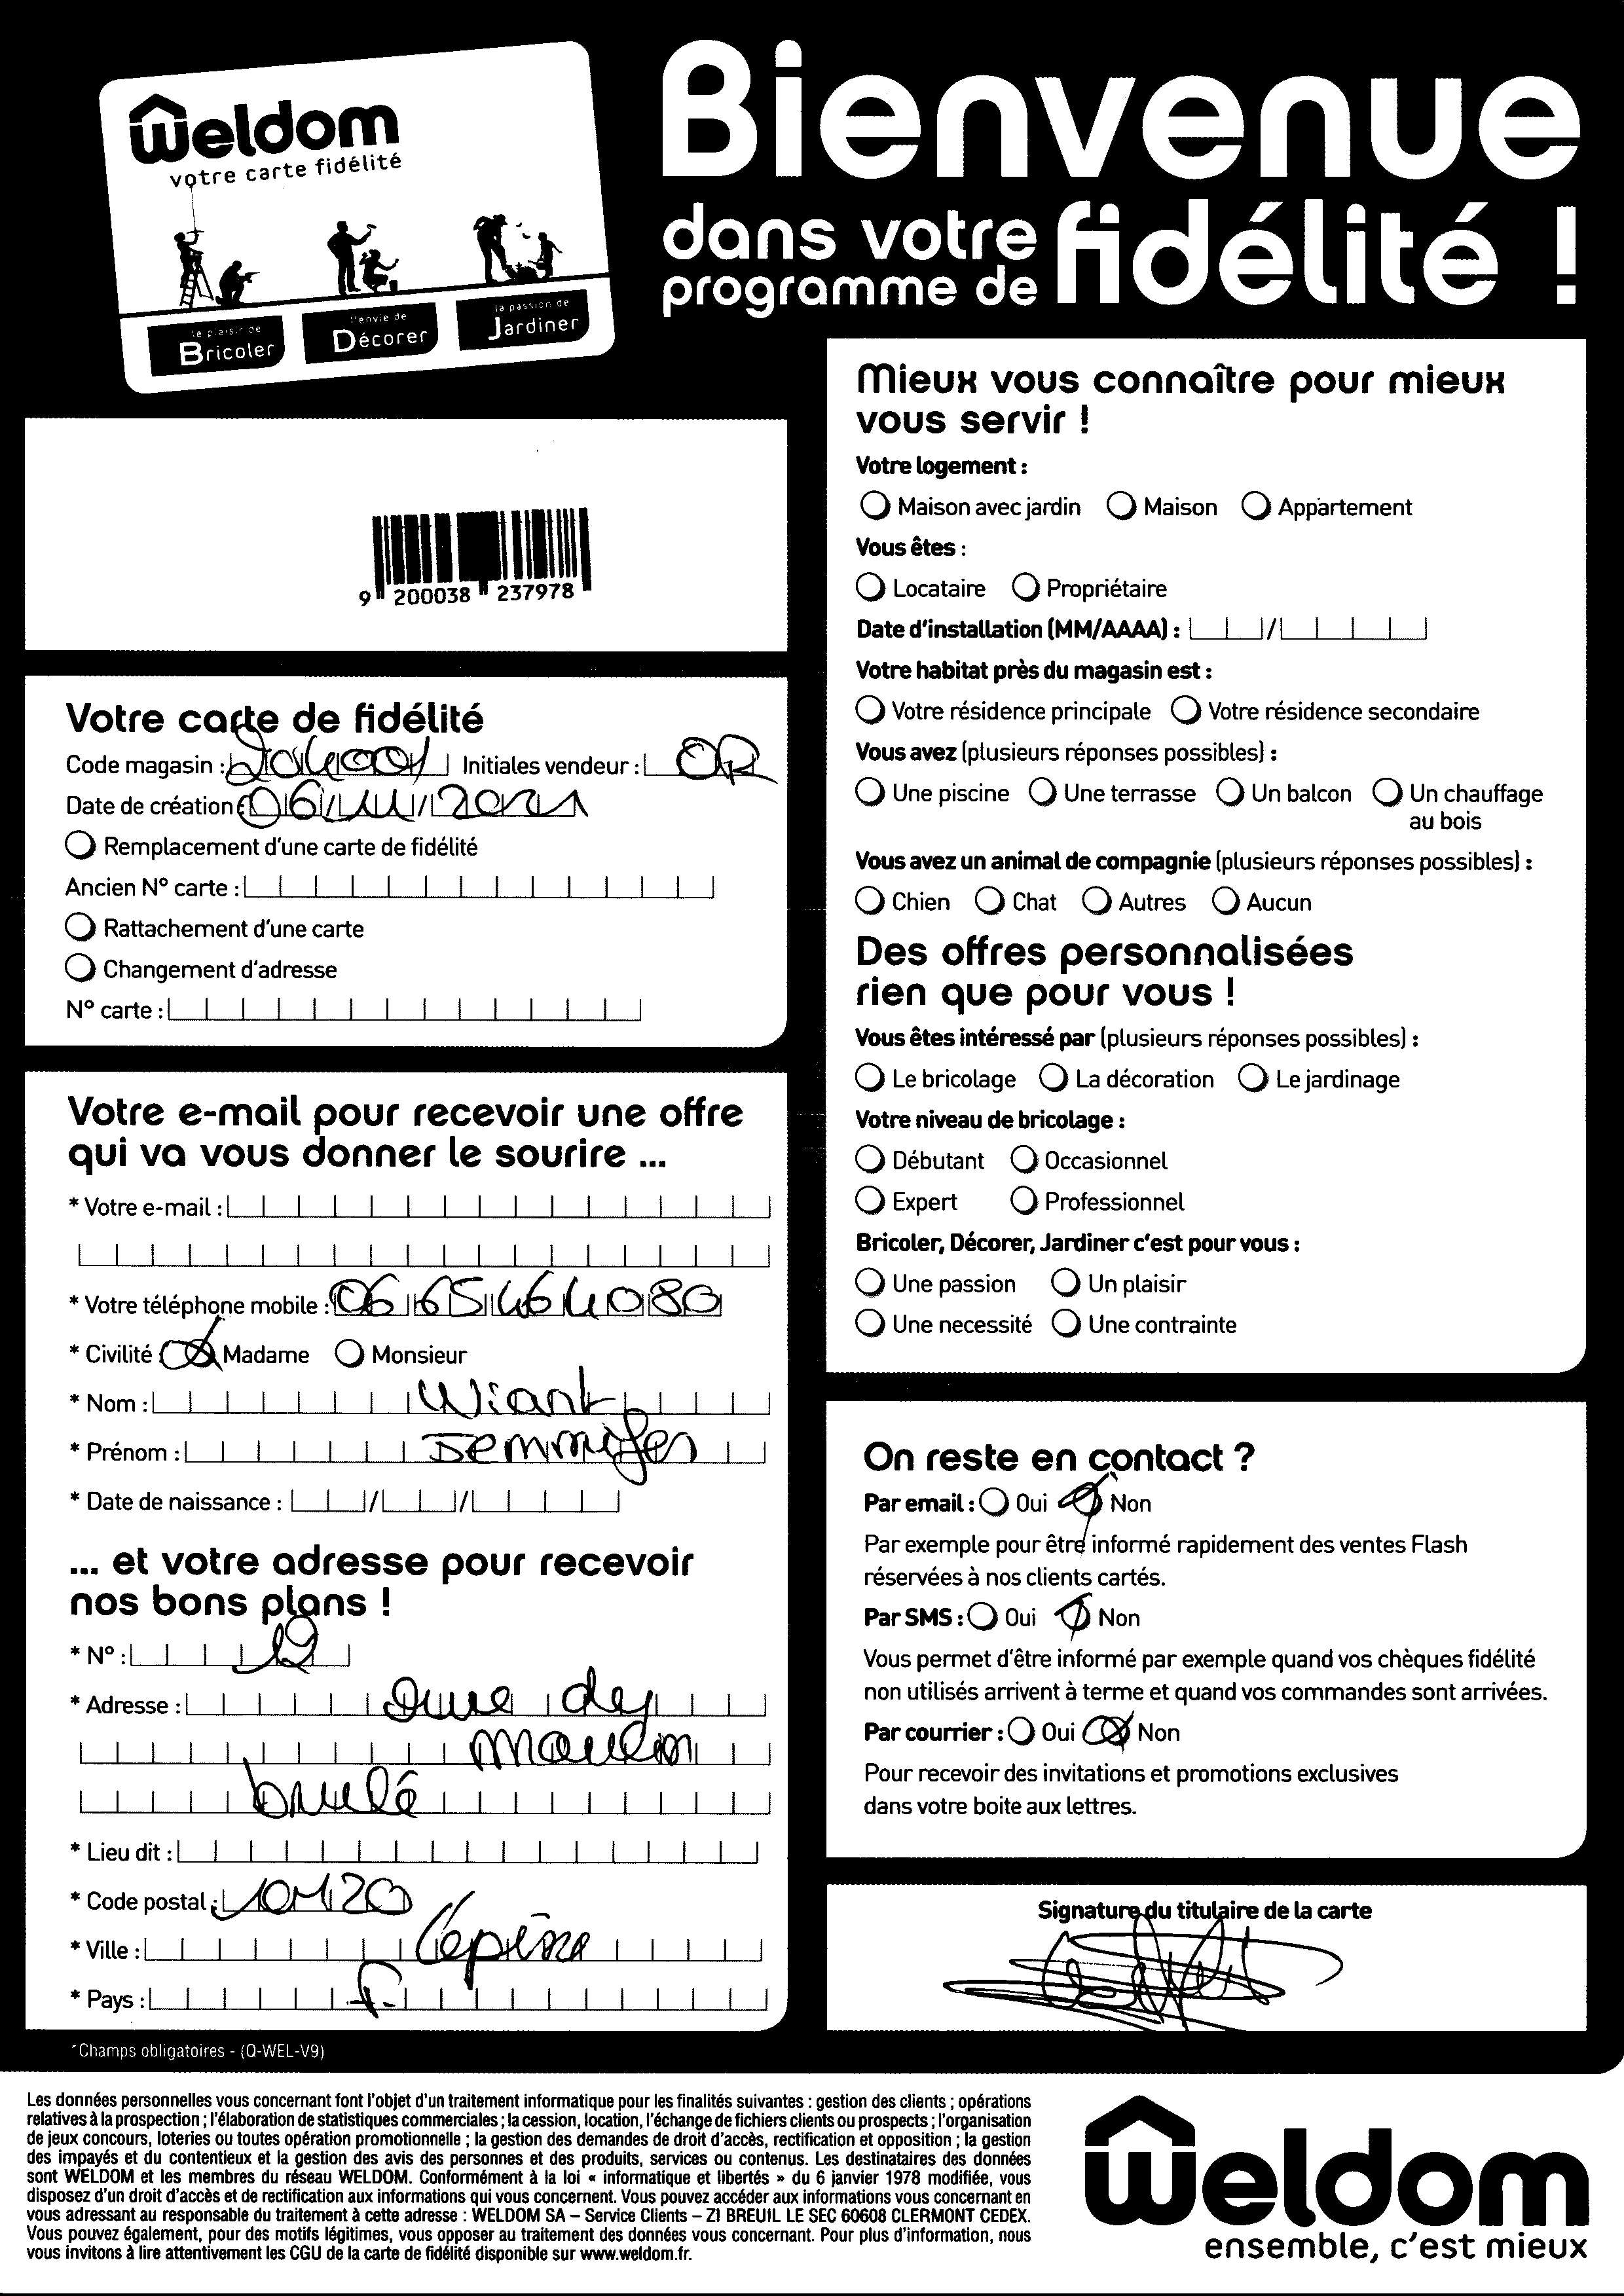 Weldom
votre carte fidélité
le plaisir de
Bricoler
l'envie de
Décorer
la passion de
Jardiner
Bienvenue
dans votre
programme de fidélité !
9 200038 237978
Votre carte de fidélité
Code magasin : Initiales vendeur : OR
Date de création : 06/
Remplacement d'une carte de fidélité
Ancien N° carte :
Rattachement d'une carte
Changement d'adresse
N° carte :
Votre e-mail pour recevoir une offre
qui va vous donner le sourire ...
* Votre e-mail :
* Votre téléphone mobile : 0665464080
* Civilité Madame Monsieur
* Nom : Wiant
* Prénom :
* Date de naissance : / /
... et votre adresse pour recevoir
nos bons plans !
* N° : 19
* Adresse :
moulin
brulé
* Lieu dit :
* Code postal : 10120
* Ville :
* Pays : F.
*Champs obligatoires - (Q-WEL-V9)
Mieux vous connaître pour mieux
vous servir !
Votre logement :
Maison avec jardin Maison Appartement
Vous êtes :
Locataire Propriétaire
Date d'installation (MM/AAAA) : /
Votre habitat près du magasin est :
Votre résidence principale Votre résidence secondaire
Vous avez (plusieurs réponses possibles) :
Une piscine Une terrasse Un balcon Un chauffage
au bois
Vous avez un animal de compagnie (plusieurs réponses possibles) :
Chien Chat Autres Aucun
Des offres personnalisées
rien que pour vous !
Vous êtes intéressé par (plusieurs réponses possibles) :
Le bricolage La décoration Le jardinage
Votre niveau de bricolage :
Débutant Occasionnel
Expert Professionnel
Bricoler, Décorer, Jardiner c'est pour vous :
Une passion Un plaisir
Une necessité Une contrainte
On reste en contact ?
Par email : Oui Non
Par exemple pour être informé rapidement des ventes Flash
réservées à nos clients cartés.
Par SMS : Oui Non
Vous permet d'être informé par exemple quand vos chèques fidélité
non utilisés arrivent à terme et quand vos commandes sont arrivées.
Par courrier : Oui Non
Pour recevoir des invitations et promotions exclusives
dans votre boite aux lettres.
Signature du titulaire de la carte
Les données personnelles vous concernant font l'objet d'un traitement informatique pour les finalités suivantes : gestion des clients ; opérations
relatives à la prospection ; l'élaboration de statistiques commerciales ; la cession, location, l'échange de fichiers clients ou prospects ; l'organisation
de jeux concours, loteries ou toutes opération promotionnelle ; la gestion des demandes de droit d'accès, rectification et opposition ; la gestion
des impayés et du contentieux et la gestion des avis des personnes et des produits, services ou contenus. Les destinataires des données
sont WELDOM et les membres du réseau WELDOM. Conformément à la loi « informatique et libertés » du 6 janvier 1978 modifiée, vous
disposez d'un droit d'accès et de rectification aux informations qui vous concernent. Vous pouvez accéder aux informations vous concernant en
vous adressant au responsable du traitement à cette adresse : WELDOM SA – Service Clients – ZI BREUIL LE SEC 60608 CLERMONT CEDEX.
Vous pouvez également, pour des motifs légitimes, vous opposer au traitement des données vous concernant. Pour plus d'information, nous
vous invitons à lire attentivement les CGU de la carte de fidélité disponible sur www.weldom.fr.
Weldom
ensemble, c'est mieux